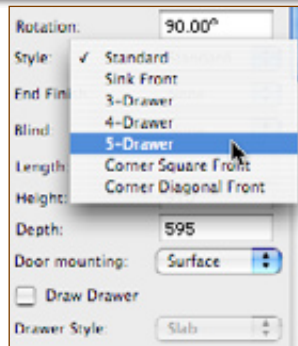 Rotation: 90.00°
Style: ✓ Standard
Sink Front
End Fini 3-Drawer
4-Drawer
Blind 5-Drawer
Length: Corner Square Front
Corner Diagonal Front
Height:
Depth: 595
Door mounting: Surface
Draw Drawer
Drawer Style: Slab